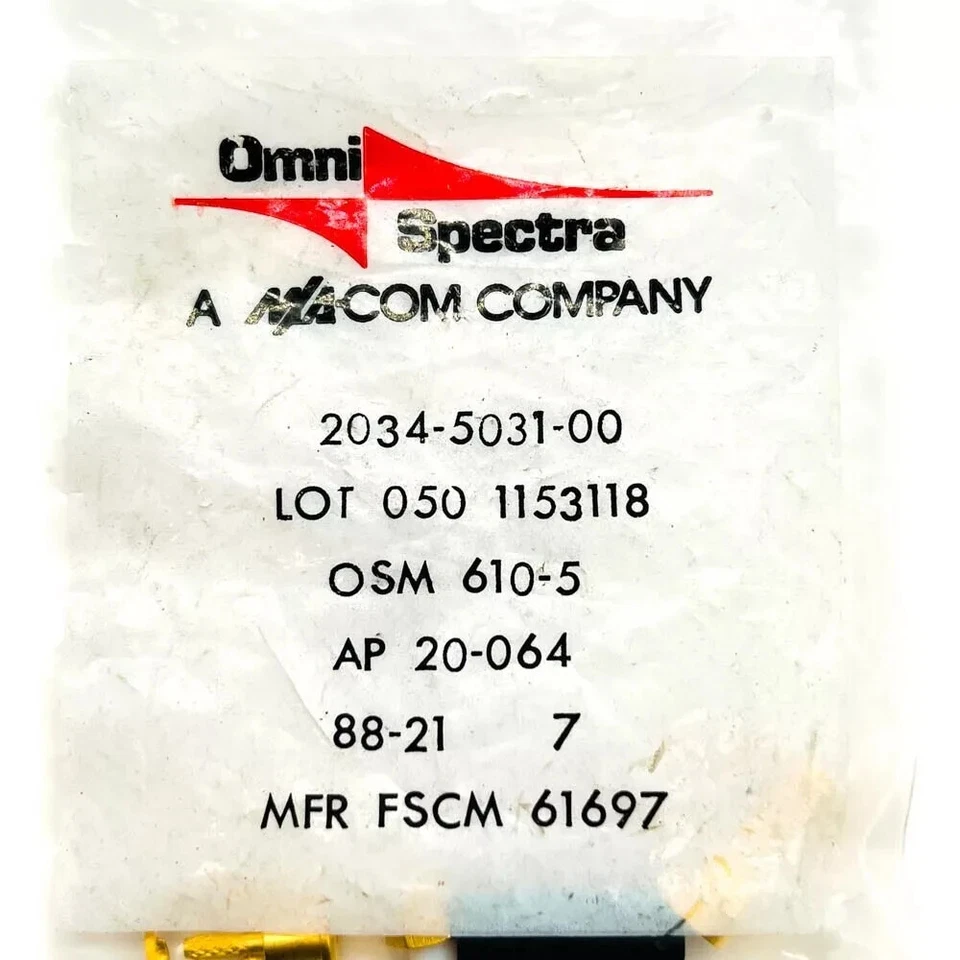 Omni
Spectra
A M/A-COM COMPANY
2034-5031-00
LOT 050 1153118
OSM 610-5
AP 20-064
88-21 7
MFR FSCM 61697